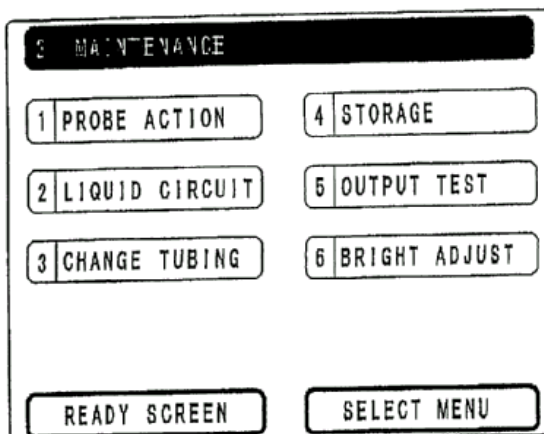 3 MAINTENANCE
1 PROBE ACTION
2 LIQUID CIRCUIT
3 CHANGE TUBING
4 STORAGE
5 OUTPUT TEST
6 BRIGHT ADJUST
READY SCREEN
SELECT MENU